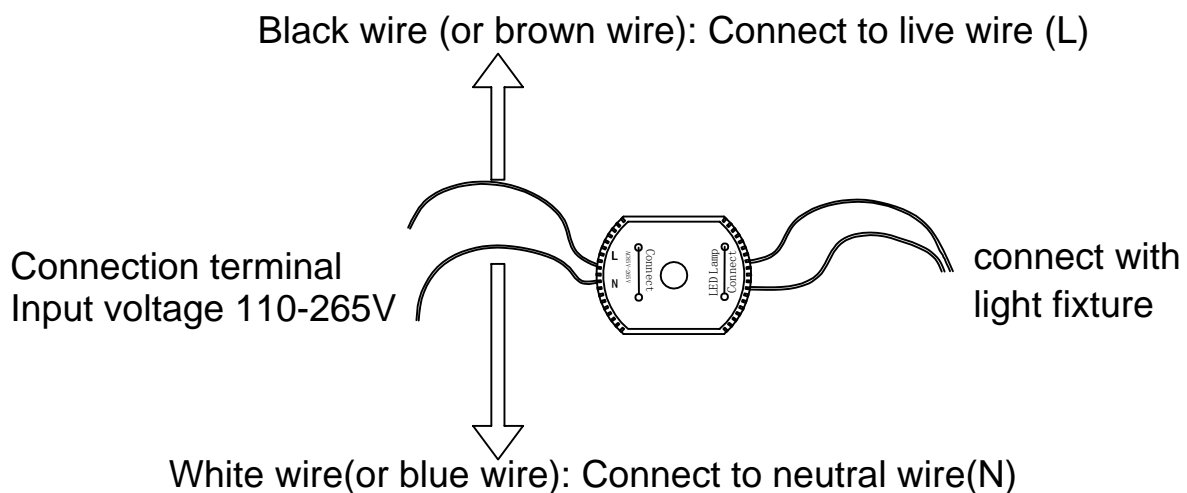 Black wire (or brown wire): Connect to live wire (L)
Connection terminal
Input voltage 110-265V
L
N
Connect
LED Lamp
Connect
connect with
light fixture
White wire(or blue wire): Connect to neutral wire(N)